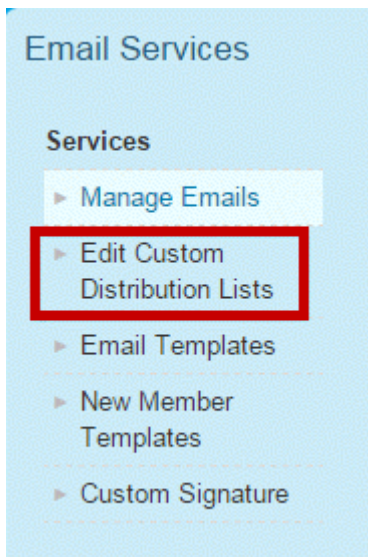 Email Services
Services
Manage Emails
Edit Custom
Distribution Lists
Email Templates
New Member
Templates
Custom Signature